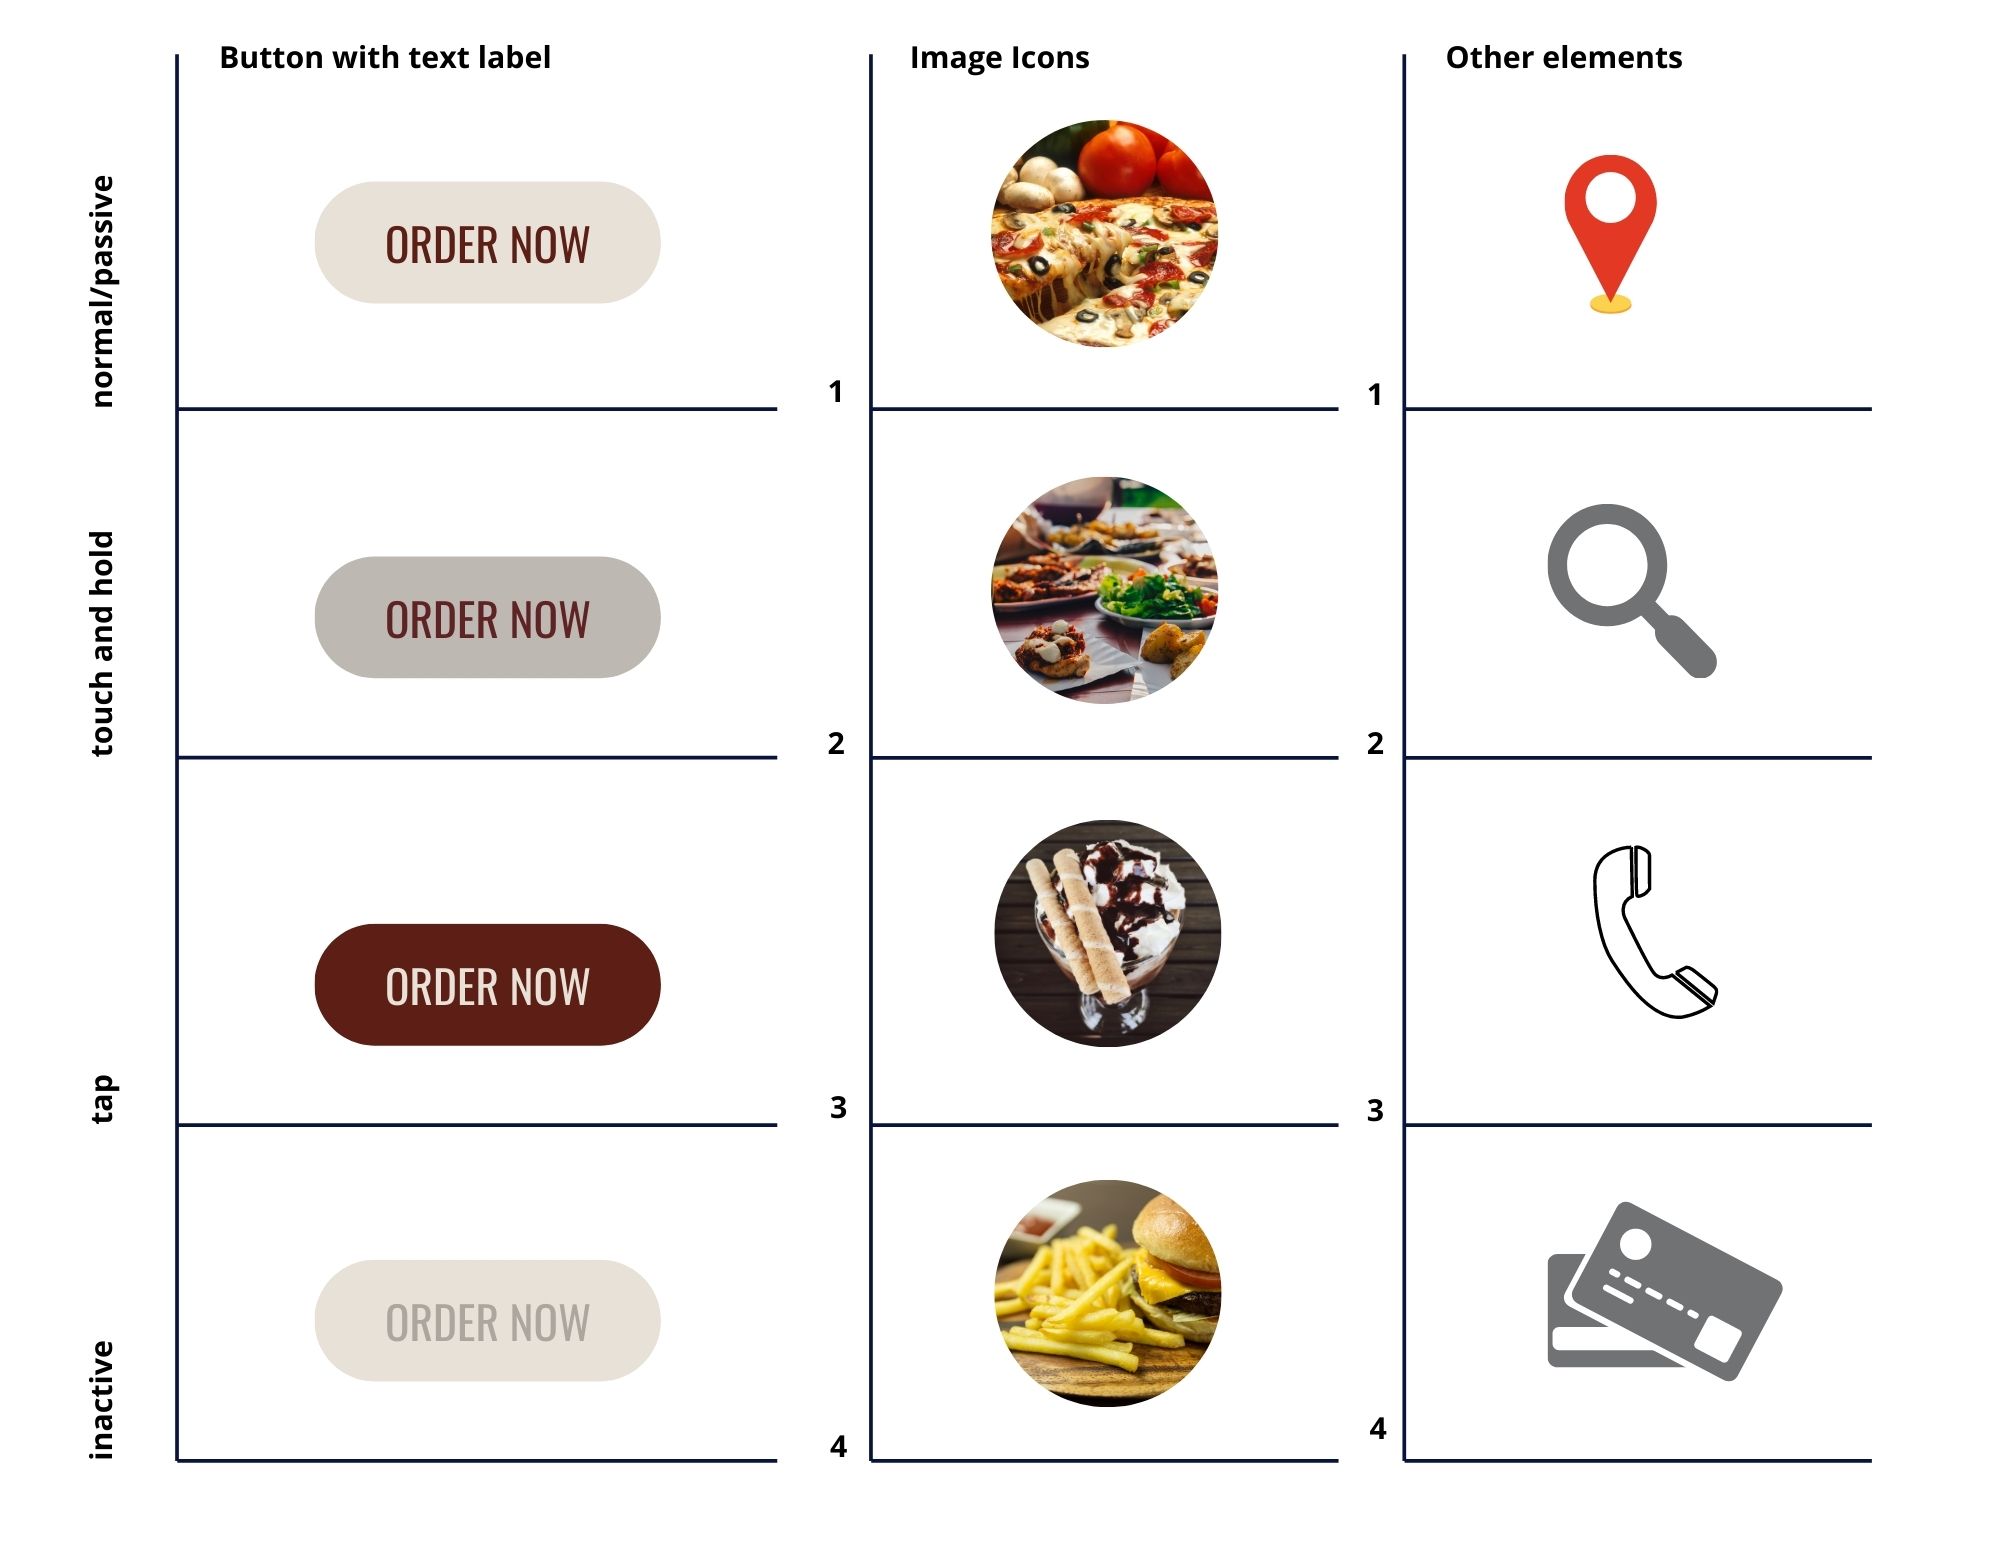 Button with text label
Image Icons
Other elements
normal/passive
ORDER NOW
1
1
touch and hold
ORDER NOW
2
2
tap
ORDER NOW
3
3
inactive
ORDER NOW
4
4